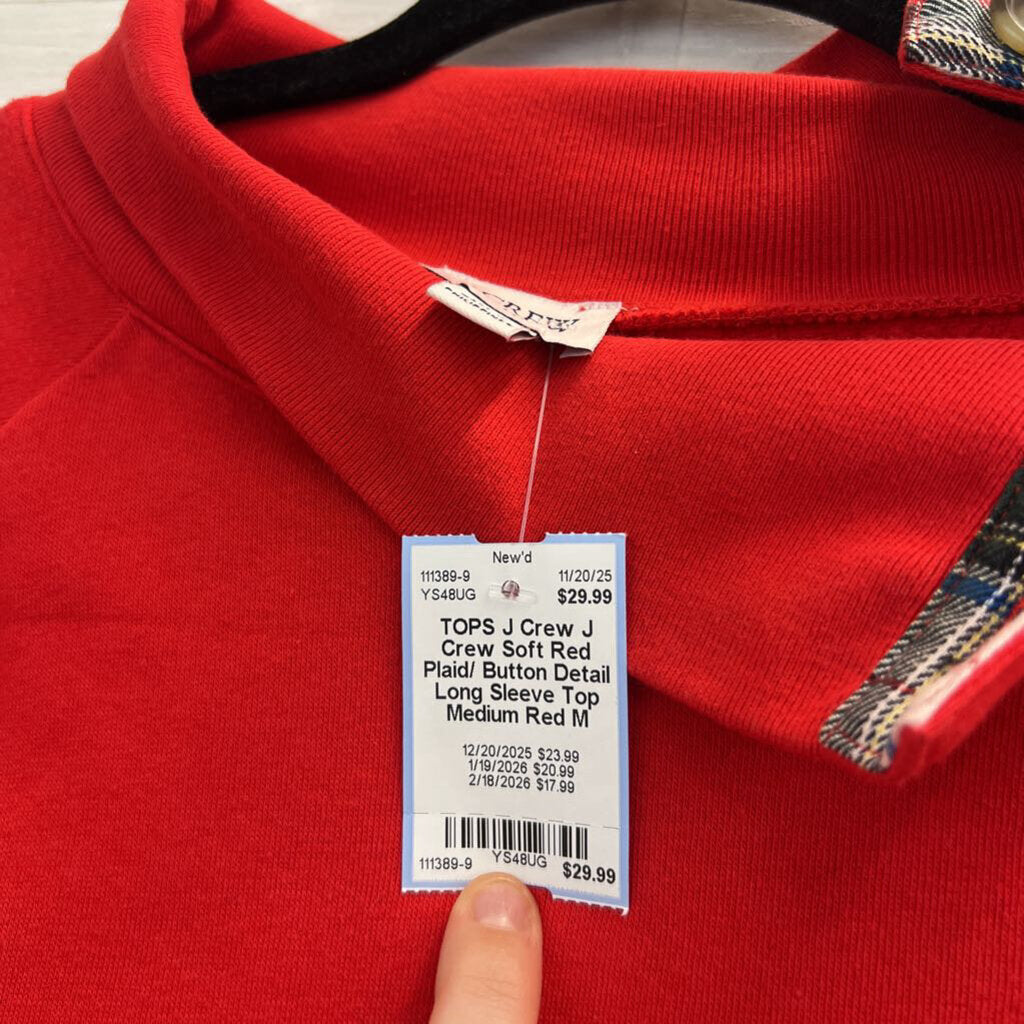 CREW
PHILIPPINES
New'd
111389-9 11/20/25
YS48UG $29.99
TOPS J Crew J
Crew Soft Red
Plaid/ Button Detail
Long Sleeve Top
Medium Red M
12/20/2025 $23.99
1/19/2026 $20.99
2/18/2026 $17.99
111389-9 YS48UG $29.99